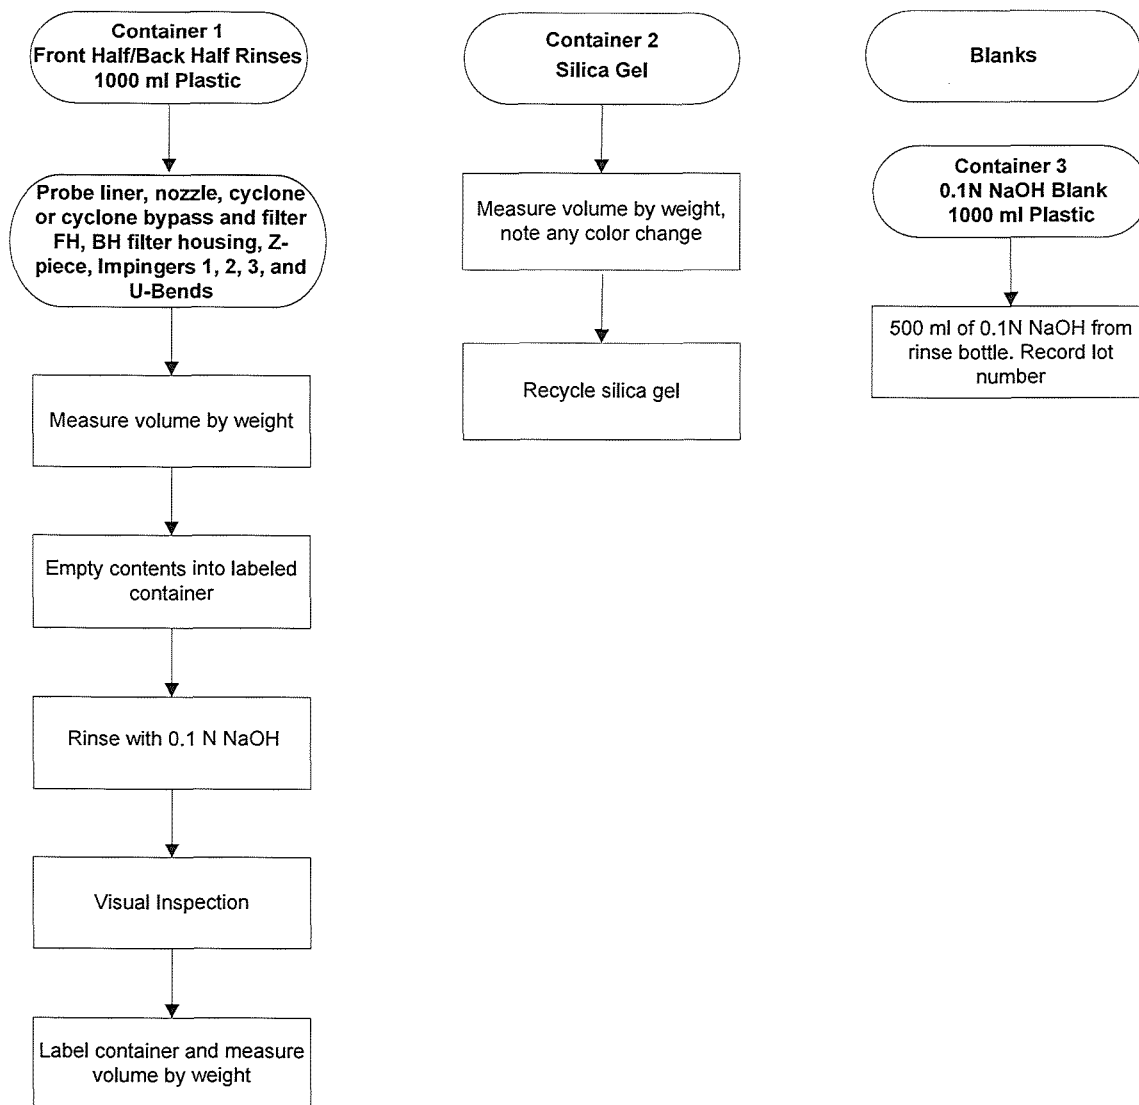 Container 1
Front Half/Back Half Rinses
1000 ml Plastic
Probe liner, nozzle, cyclone
or cyclone bypass and filter
FH, BH filter housing, Z-
piece, Impingers 1, 2, 3, and
U-Bends
Measure volume by weight
Empty contents into labeled
container
Rinse with 0.1 N NaOH
Visual Inspection
Label container and measure
volume by weight
Container 2
Silica Gel
Measure volume by weight,
note any color change
Recycle silica gel
Blanks
Container 3
0.1N NaOH Blank
1000 ml Plastic
500 ml of 0.1N NaOH from
rinse bottle. Record lot
number